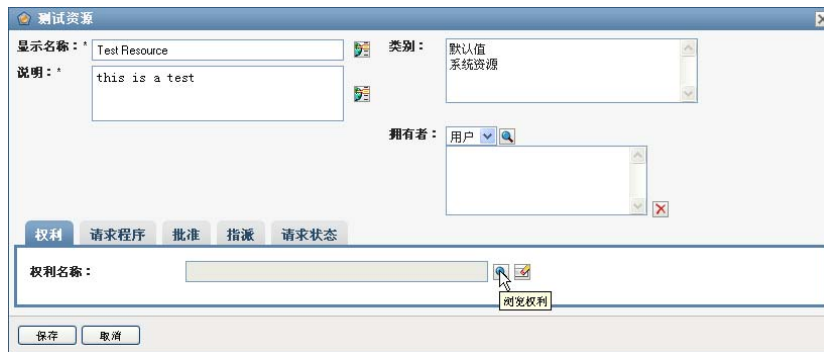 测试资源
显示名称：*
Test Resource
类别：
默认值
系统资源
说明：*
this is a test
拥有者：
用户
权利
请求程序
批准
指派
请求状态
权利名称：
浏览权利
保存
取消